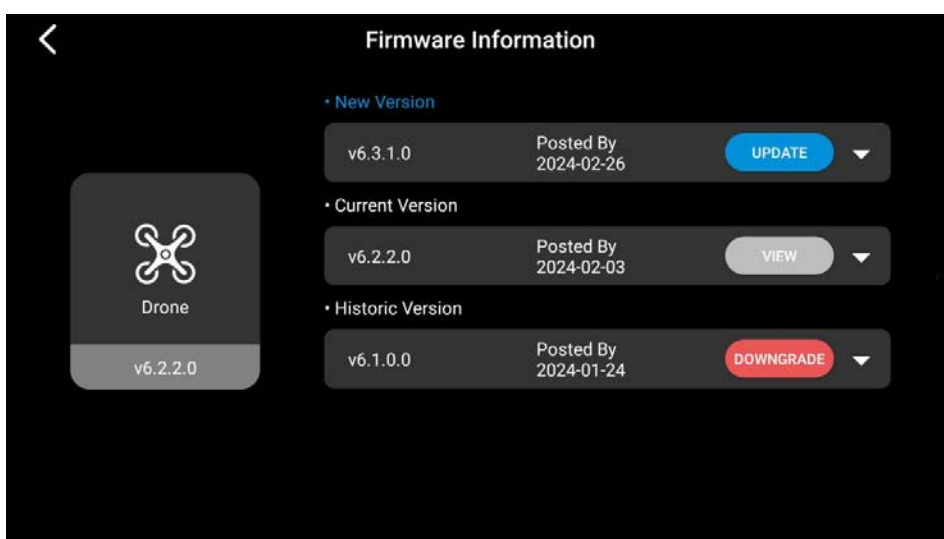 Firmware Information
• New Version
v6.3.1.0
Posted By
2024-02-26
UPDATE
• Current Version
v6.2.2.0
Posted By
2024-02-03
VIEW
• Historic Version
v6.1.0.0
Posted By
2024-01-24
DOWNGRADE
Drone
v6.2.2.0